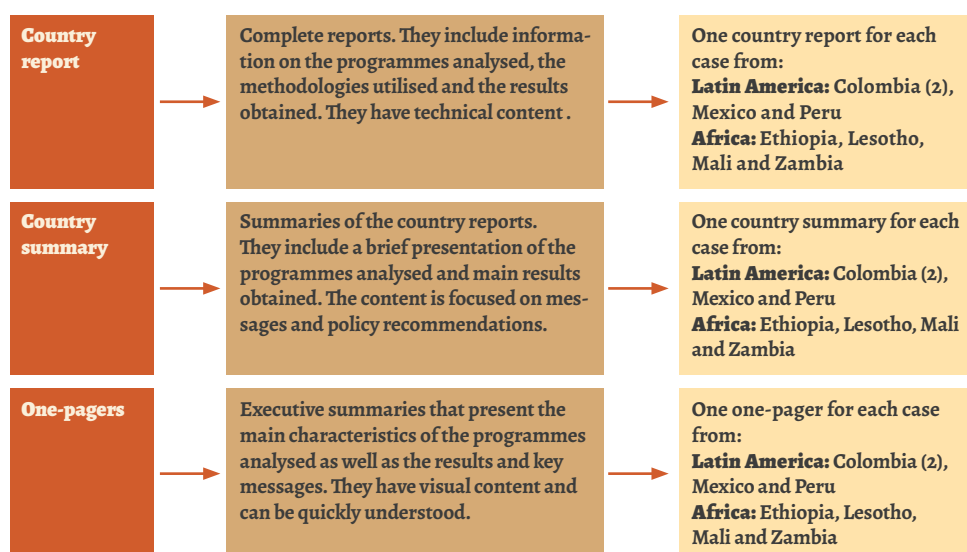 Country
report
Complete reports. They include informa-
tion on the programmes analysed, the
methodologies utilised and the results
obtained. They have technical content .
One country report for each
case from:
Latin America: Colombia (2),
Mexico and Peru
Africa: Ethiopia, Lesotho,
Mali and Zambia
Country
summary
Summaries of the country reports.
They include a brief presentation of the
programmes analysed and main results
obtained. The content is focused on mes-
sages and policy recommendations.
One country summary for each
case from:
Latin America: Colombia (2),
Mexico and Peru
Africa: Ethiopia, Lesotho, Mali
and Zambia
One-pagers
Executive summaries that present the
main characteristics of the programmes
analysed as well as the results and key
messages. They have visual content and
can be quickly understood.
One one-pager for each case
from:
Latin America: Colombia (2),
Mexico and Peru
Africa: Ethiopia, Lesotho,
Mali and Zambia